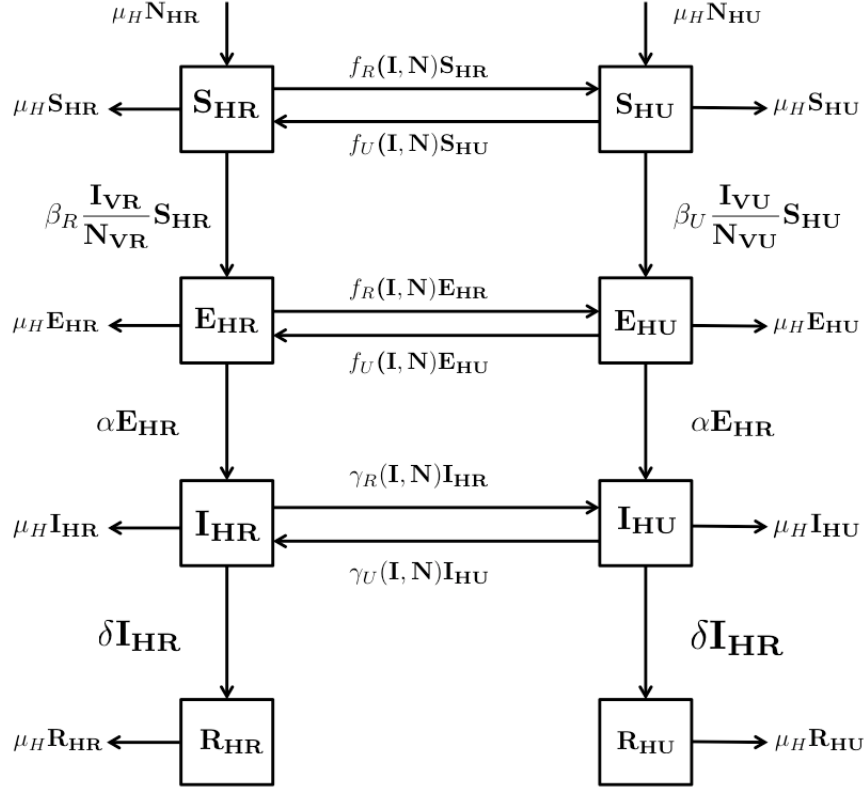 μ_H N_HR μ_H N_HU
f_R(I, N)S_HR
μ_H S_HR S_HR S_HU μ_H S_HU
f_U(I, N)S_HU
β_R I_VR/N_VR S_HR β_U I_VU/N_VU S_HU
f_R(I, N)E_HR
μ_H E_HR E_HR E_HU μ_H E_HU
f_U(I, N)E_HU
αE_HR αE_HR
γ_R(I, N)I_HR
μ_H I_HR I_HR I_HU μ_H I_HU
γ_U(I, N)I_HU
δI_HR δI_HR
μ_H R_HR R_HR R_HU μ_H R_HU